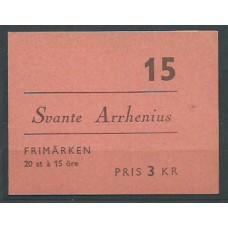 15
Svante Arrhenius
FRIMÄRKEN
20 st à 15 öre
PRIS 3 KR